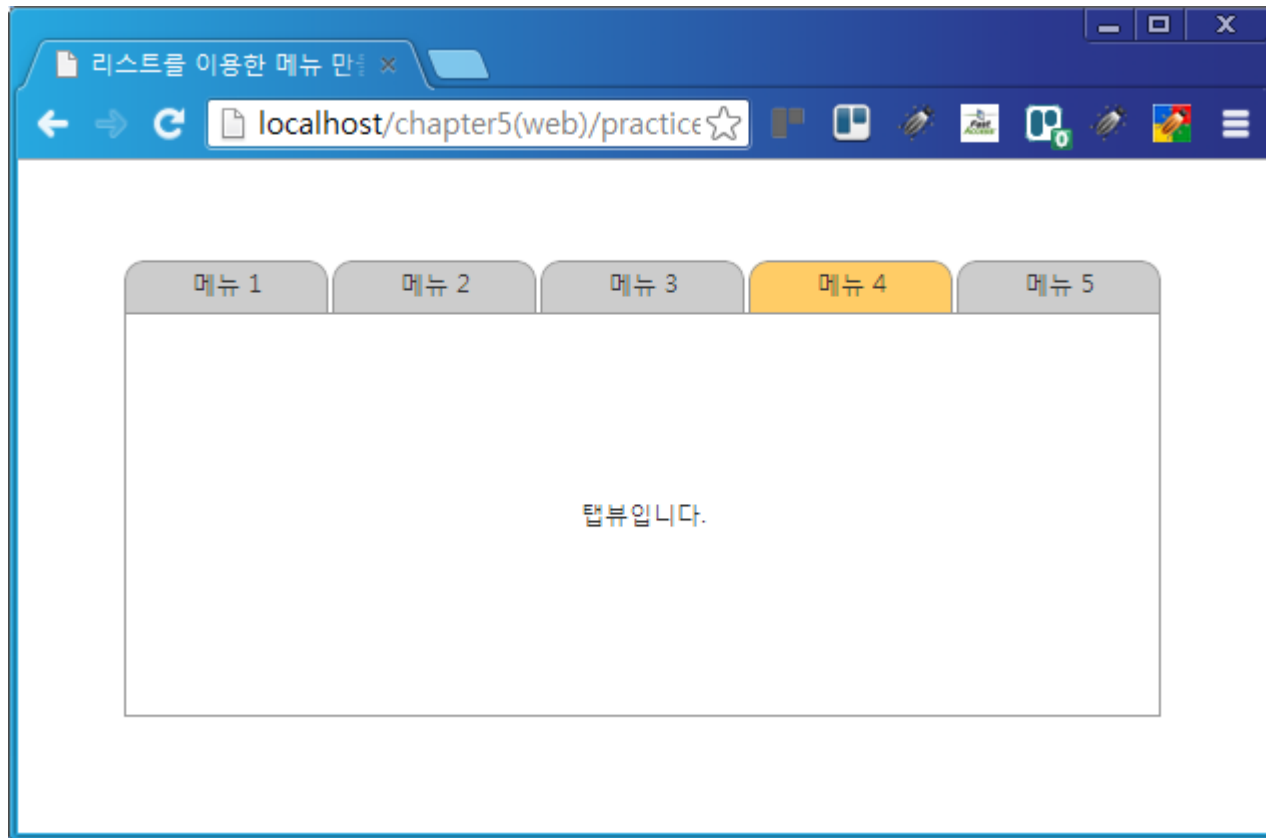 리스트를 이용한 메뉴 만
localhost/chapter5(web)/practice
0
메뉴 1
메뉴 2
메뉴 3
메뉴 4
메뉴 5
탭뷰입니다.